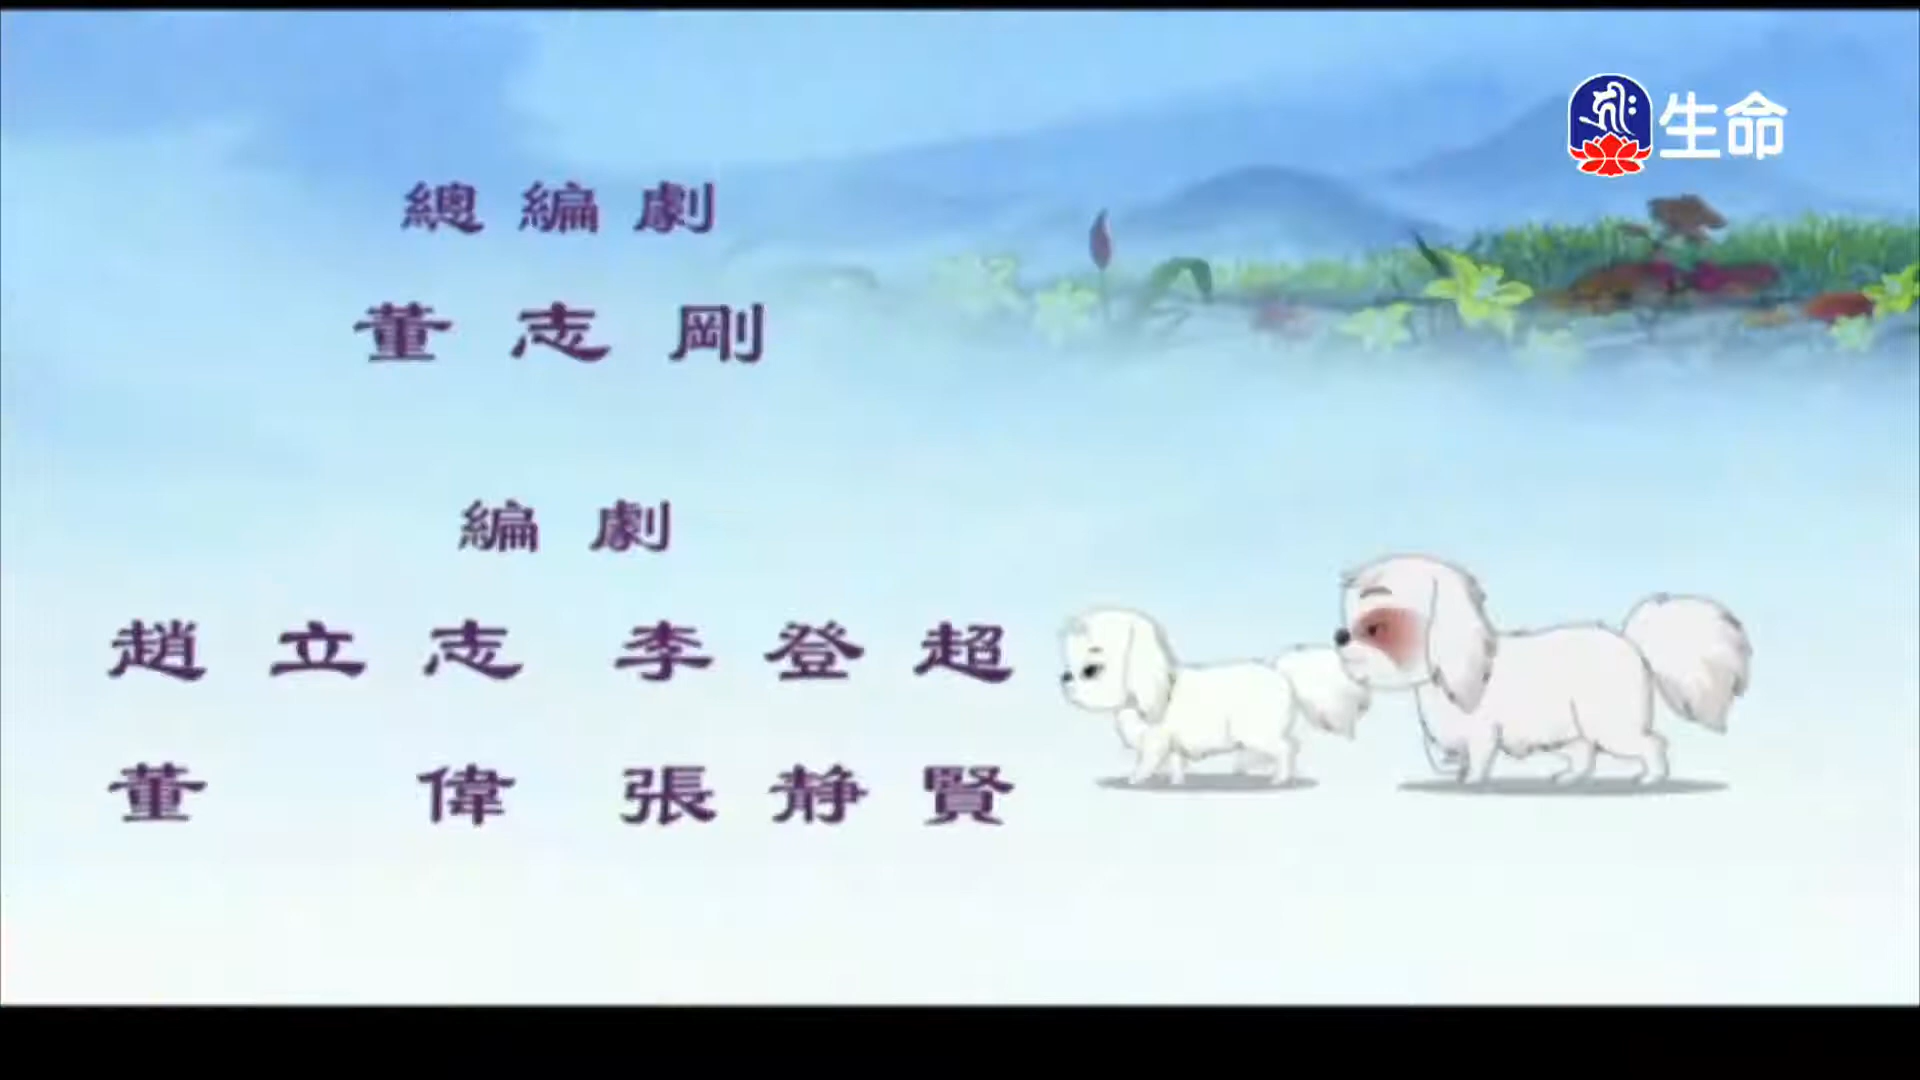 生命
總編劇
董志剛
編劇
趙立志 李登超
董偉 張静賢